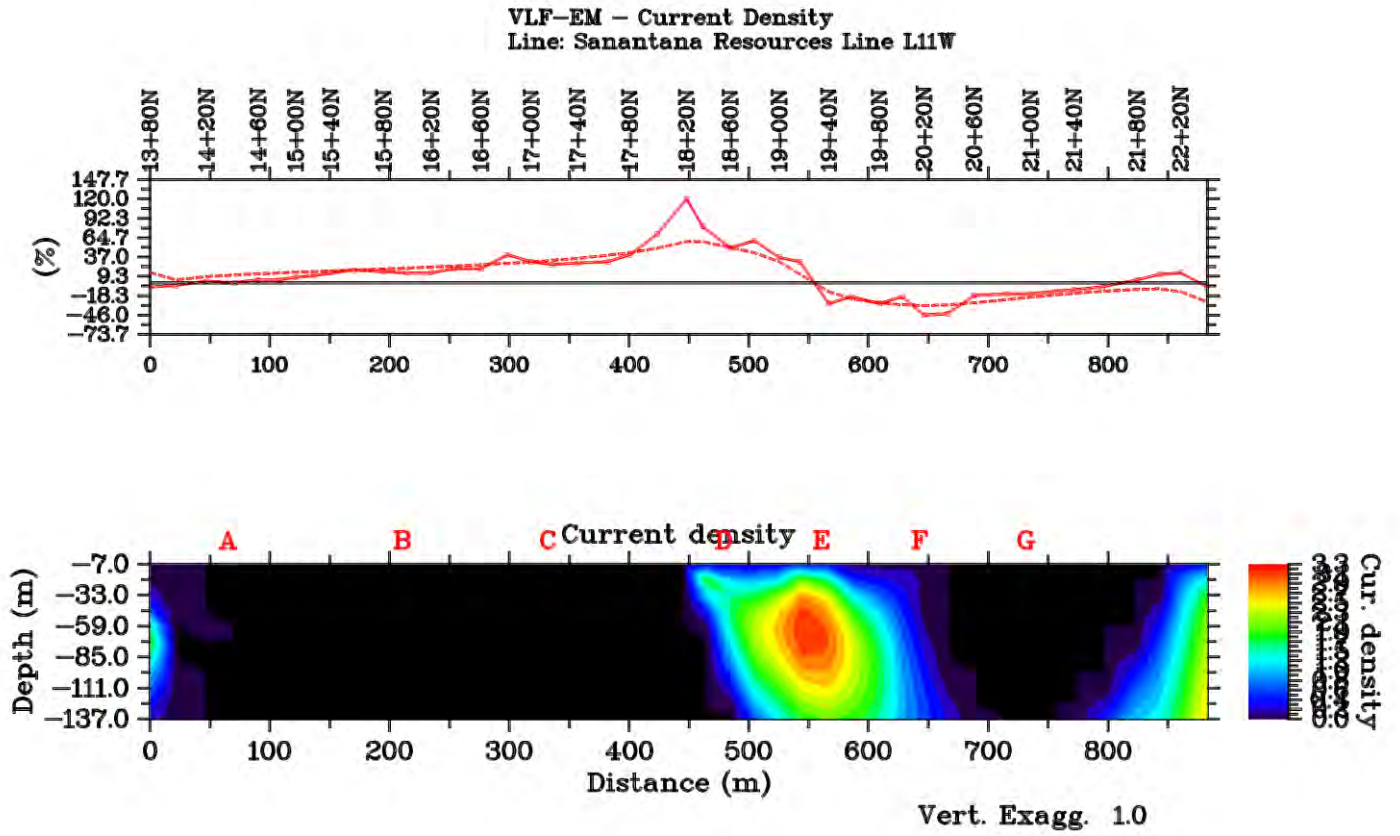 VLF-EM - Current Density
Line: Sanantana Resources Line L11W
13+80N 14+20N 14+60N 15+00N 15+40N 15+80N 16+20N 16+60N 17+00N 17+40N 47+80N 18+20N 18+60N 19+00N 19+40N 19+80N 20+20N 20+60N 21+00N 21+40N 21+80N 22+20N
147.7
120.0
92.3
64.7
37.0
9.3
-18.3
-46.0
-73.7
(%)
0 100 200 300 400 500 600 700 800
A B C Current density D E F G
-7.0
-33.0
-59.0
-85.0
-111.0
-137.0
Depth (m)
0 100 200 300 400 500 600 700 800
Distance (m)
Cur. density
Vert. Exagg. 1.0